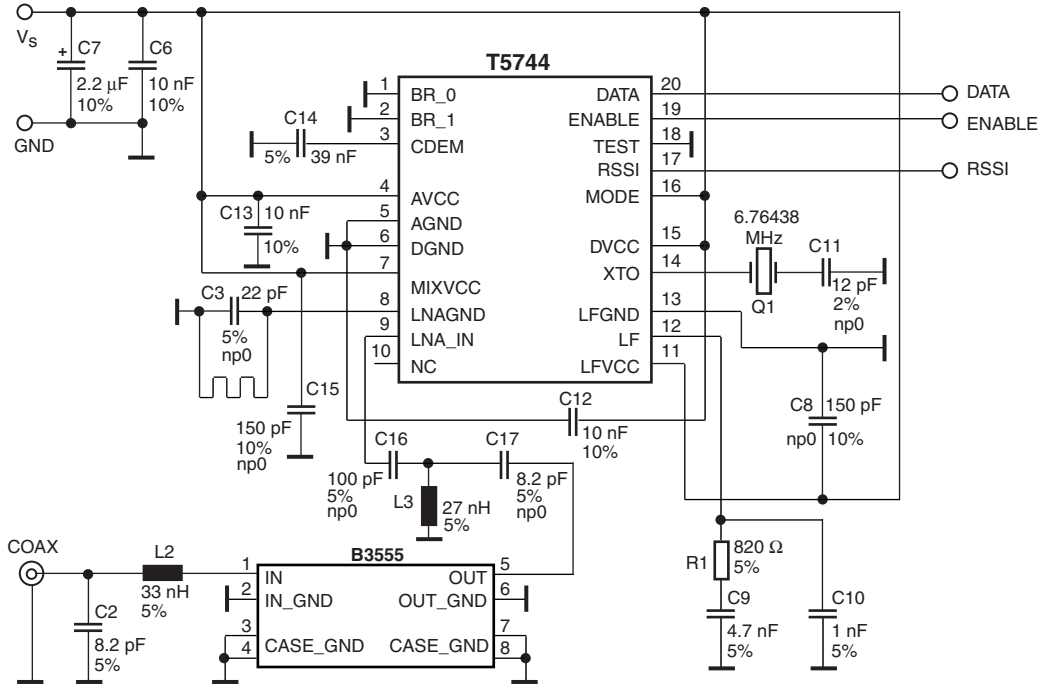 V_S
+ C7
2.2 µF
10%
C6
10 nF
10%
GND
T5744
1 BR_0
2 BR_1
3 CDEM
4 AVCC
5 AGND
6 DGND
7 MIXVCC
8 LNAGND
9 LNA_IN
10 NC
DATA 20
ENABLE 19
TEST 18
RSSI 17
MODE 16
DVCC 15
XTO 14
LFGND 13
LF 12
LFVCC 11
DATA
ENABLE
RSSI
C14
5% 39 nF
C13 10 nF
10%
C3 22 pF
5%
np0
C15
150 pF
10%
np0
6.76438
MHz
Q1
C11
12 pF
2%
np0
C12
10 nF
10%
C8 150 pF
np0 10%
C16
100 pF
5%
np0
C17
8.2 pF
5%
np0
L3 27 nH
5%
COAX
L2
33 nH
5%
C2
8.2 pF
5%
B3555
1 IN
2 IN_GND
3
4 CASE_GND
OUT 5
OUT_GND 6
CASE_GND 7
8
R1 820 Ω
5%
C9
4.7 nF
5%
C10
1 nF
5%